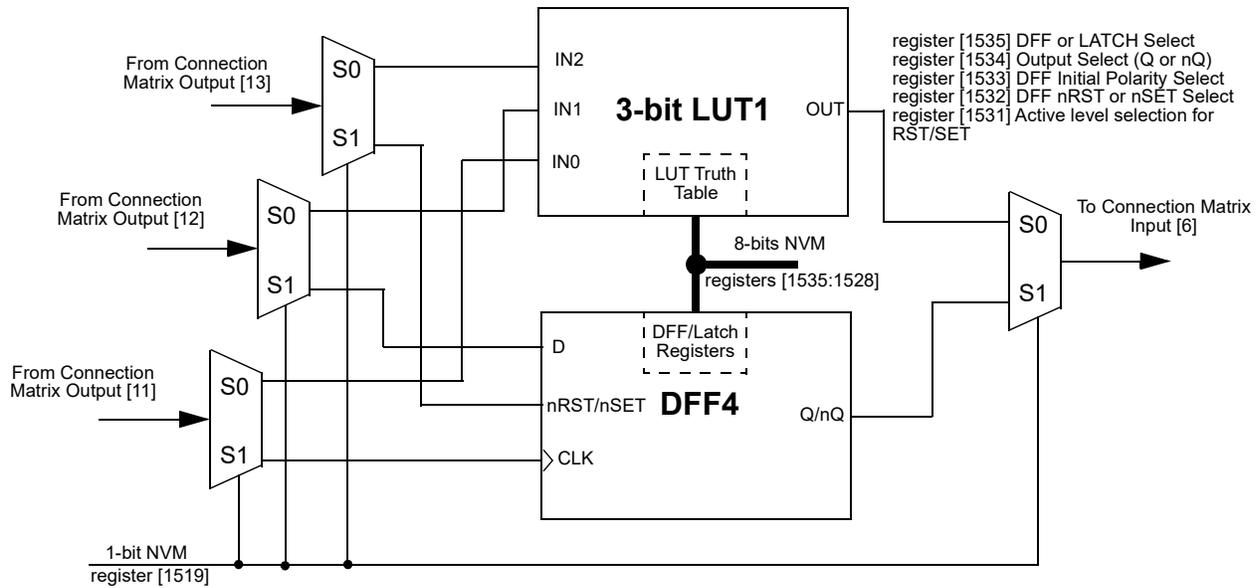 From Connection
Matrix Output [13]
S0
S1
IN2
IN1
IN0
3-bit LUT1
OUT
LUT Truth
Table
register [1535] DFF or LATCH Select
register [1534] Output Select (Q or nQ)
register [1533] DFF Initial Polarity Select
register [1532] DFF nRST or nSET Select
register [1531] Active level selection for
RST/SET
From Connection
Matrix Output [12]
S0
S1
8-bits NVM
registers [1535:1528]
S0
S1
To Connection Matrix
Input [6]
From Connection
Matrix Output [11]
S0
S1
D
nRST/nSET
CLK
DFF/Latch
Registers
DFF4
Q/nQ
1-bit NVM
register [1519]